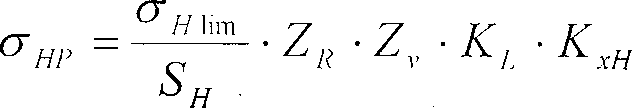 σ_HP = σ_H lim / S_H · Z_R · Z_v · K_L · K_xH